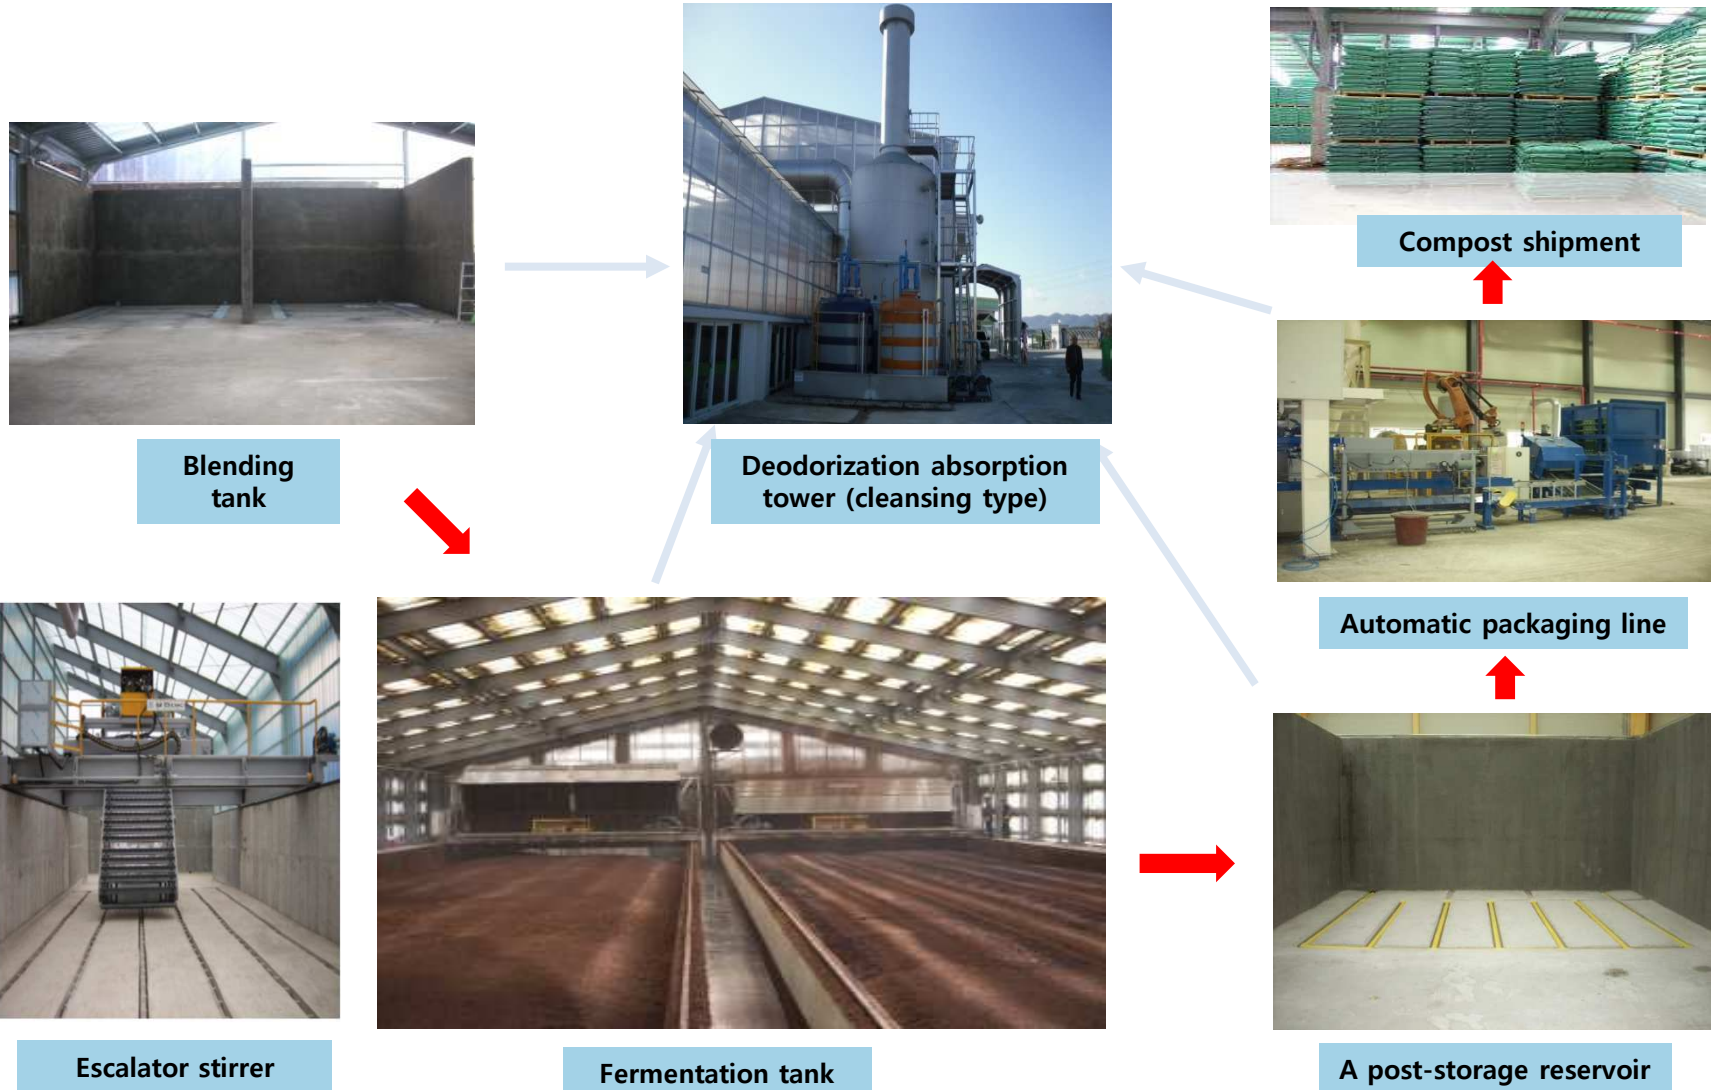 Compost shipment
Blending
tank
Deodorization absorption
tower (cleansing type)
Automatic packaging line
Escalator stirrer
Fermentation tank
A post-storage reservoir